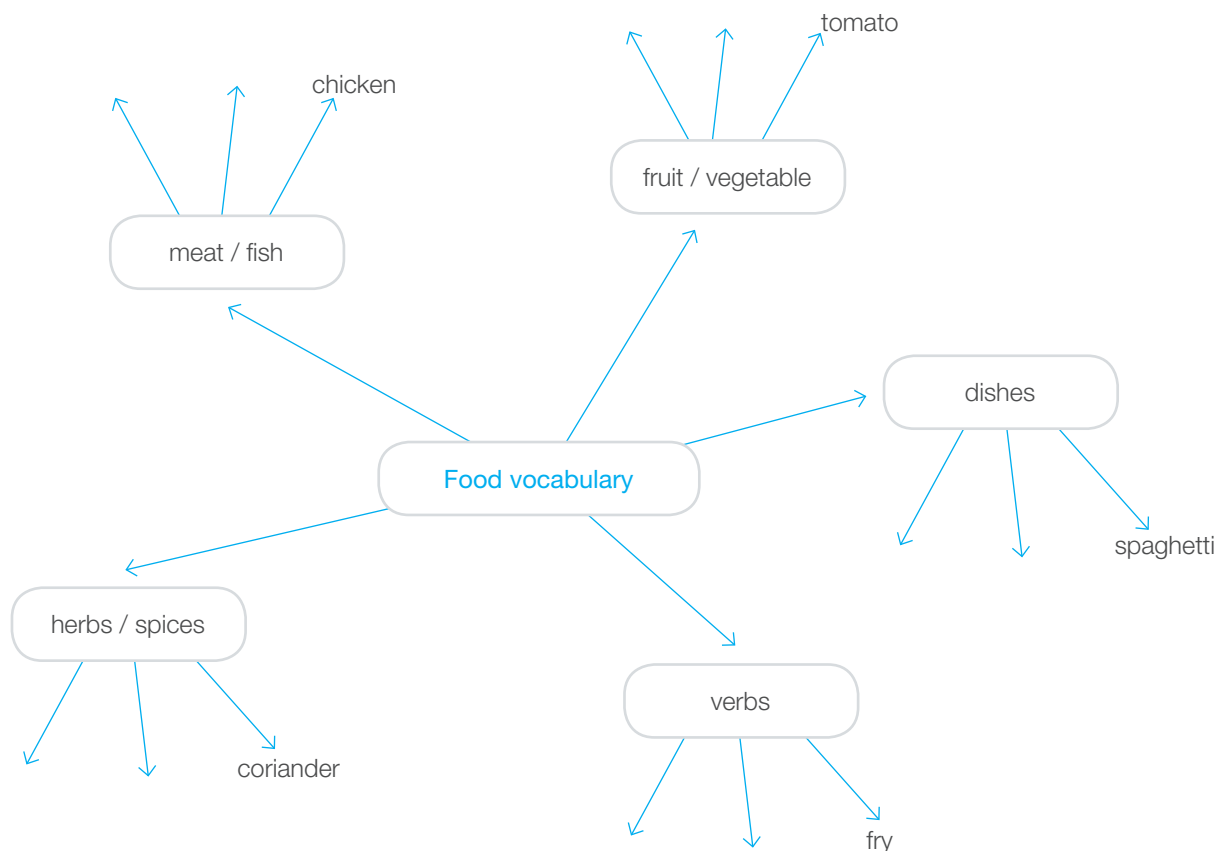 tomato
chicken
fruit / vegetable
meat / fish
dishes
Food vocabulary
spaghetti
herbs / spices
verbs
coriander
fry